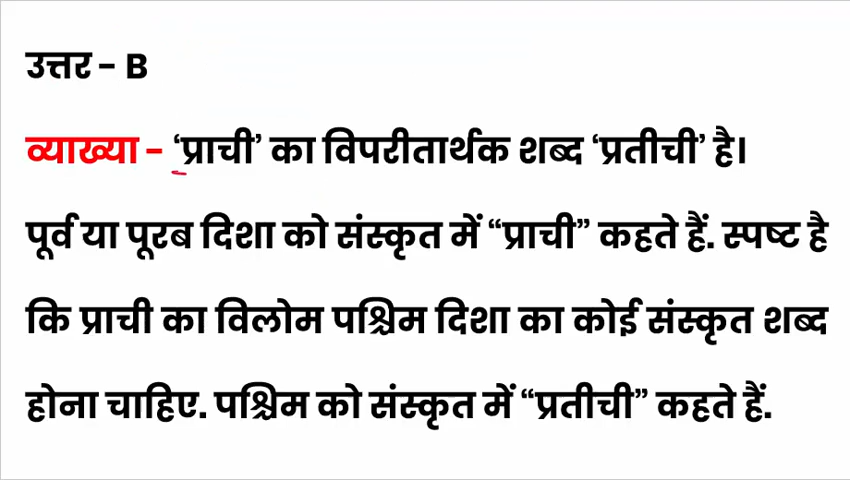 उत्तर - B
व्याख्या - ‘प्राची’ का विपरीतार्थक शब्द ‘प्रतीची’ है।
पूर्व या पूरब दिशा को संस्कृत में “प्राची” कहते हैं. स्पष्ट है
कि प्राची का विलोम पश्चिम दिशा का कोई संस्कृत शब्द
होना चाहिए. पश्चिम को संस्कृत में “प्रतीची” कहते हैं.